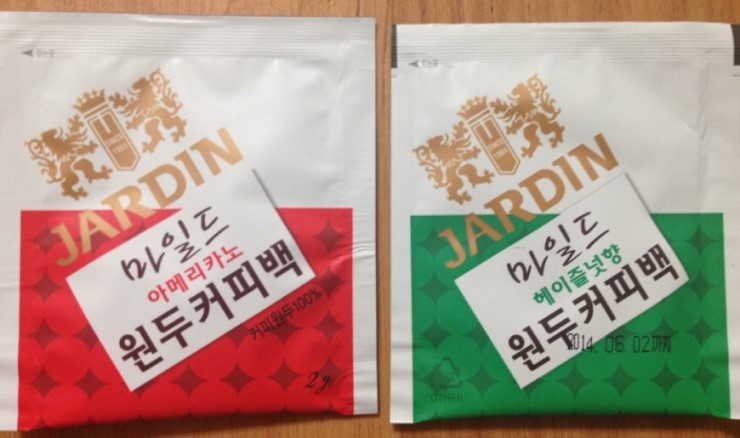 JARDIN
마일드
아메리카노
원두커피백
커피원두100%
2g
JARDIN
마일드
헤이즐넛향
원두커피백
2014. 06. 02까지
OTHER